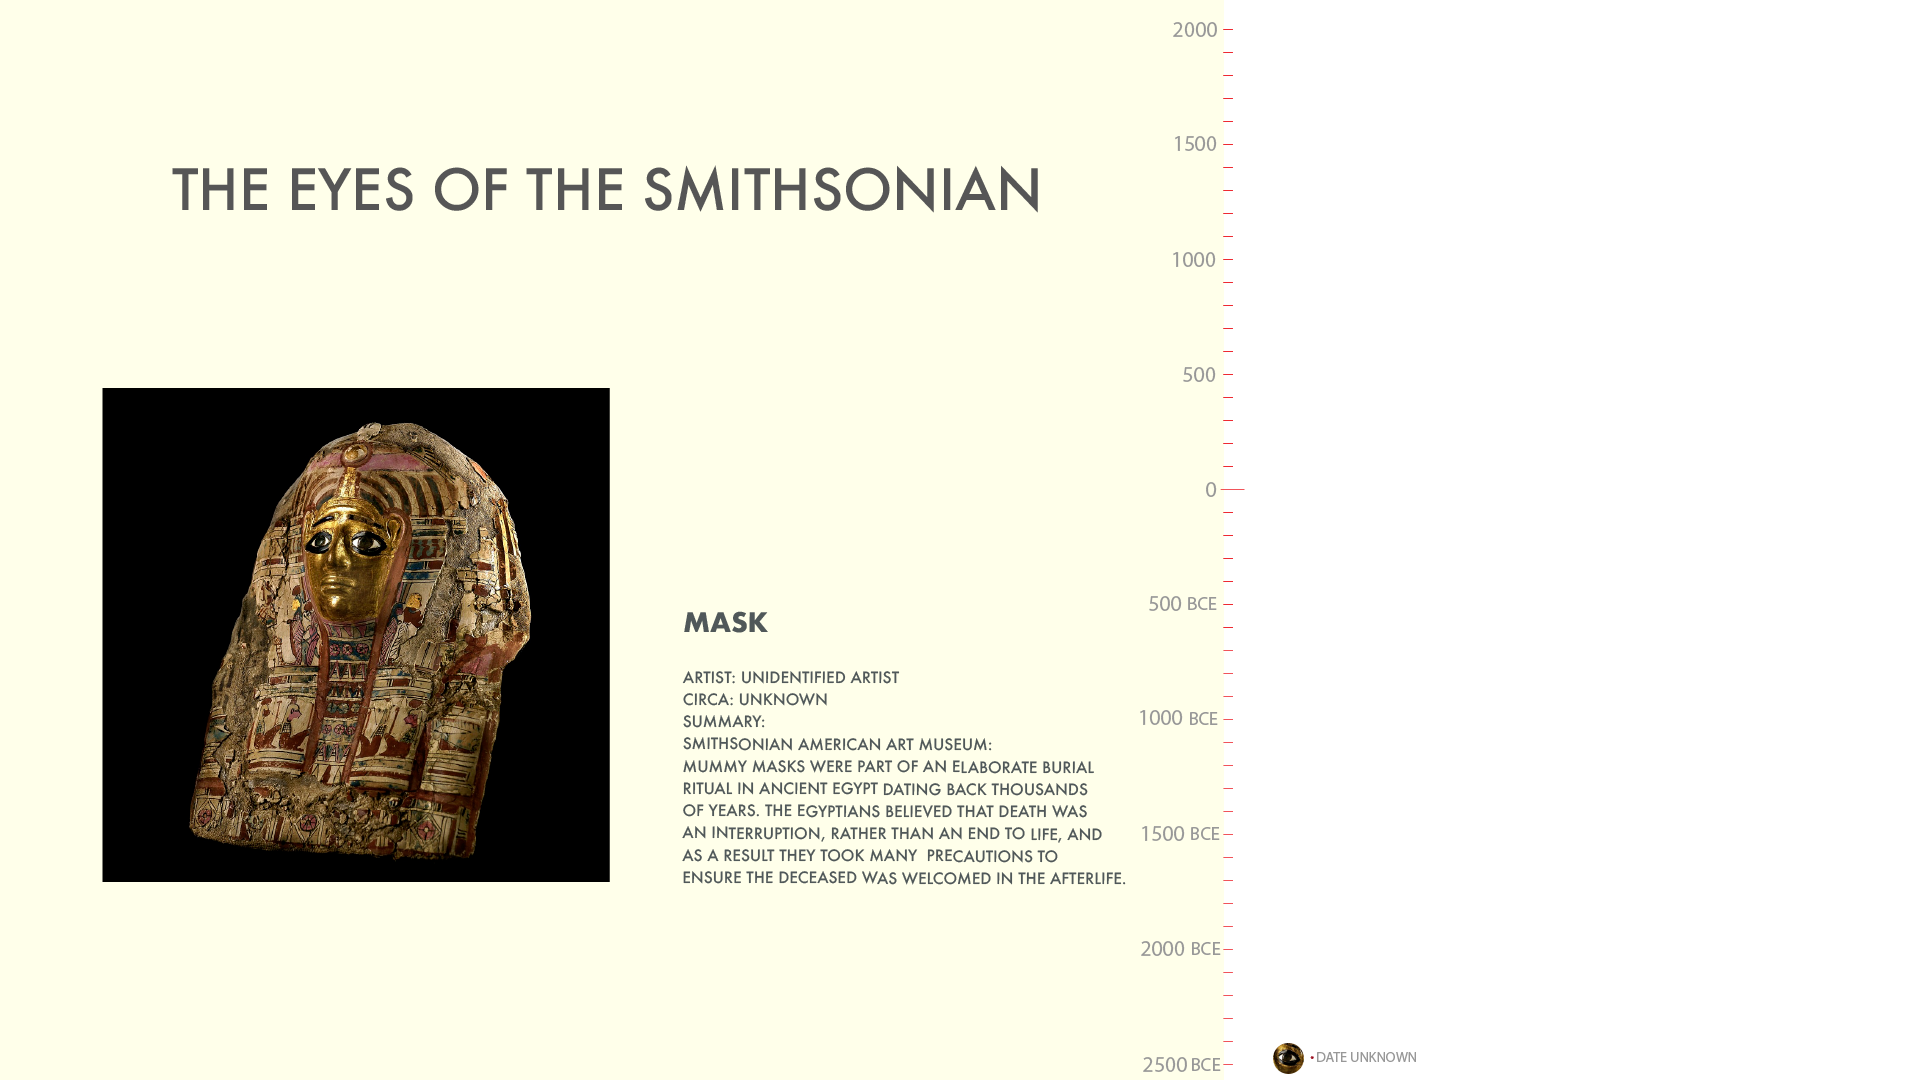 THE EYES OF THE SMITHSONIAN
MASK
ARTIST: UNIDENTIFIED ARTIST
CIRCA: UNKNOWN
SUMMARY:
SMITHSONIAN AMERICAN ART MUSEUM:
MUMMY MASKS WERE PART OF AN ELABORATE BURIAL
RITUAL IN ANCIENT EGYPT DATING BACK THOUSANDS
OF YEARS. THE EGYPTIANS BELIEVED THAT DEATH WAS
AN INTERRUPTION, RATHER THAN AN END TO LIFE, AND
AS A RESULT THEY TOOK MANY  PRECAUTIONS TO
ENSURE THE DECEASED WAS WELCOMED IN THE AFTERLIFE.
2000
1500
1000
500
0
500 BCE
1000 BCE
1500 BCE
2000 BCE
2500 BCE
• DATE UNKNOWN